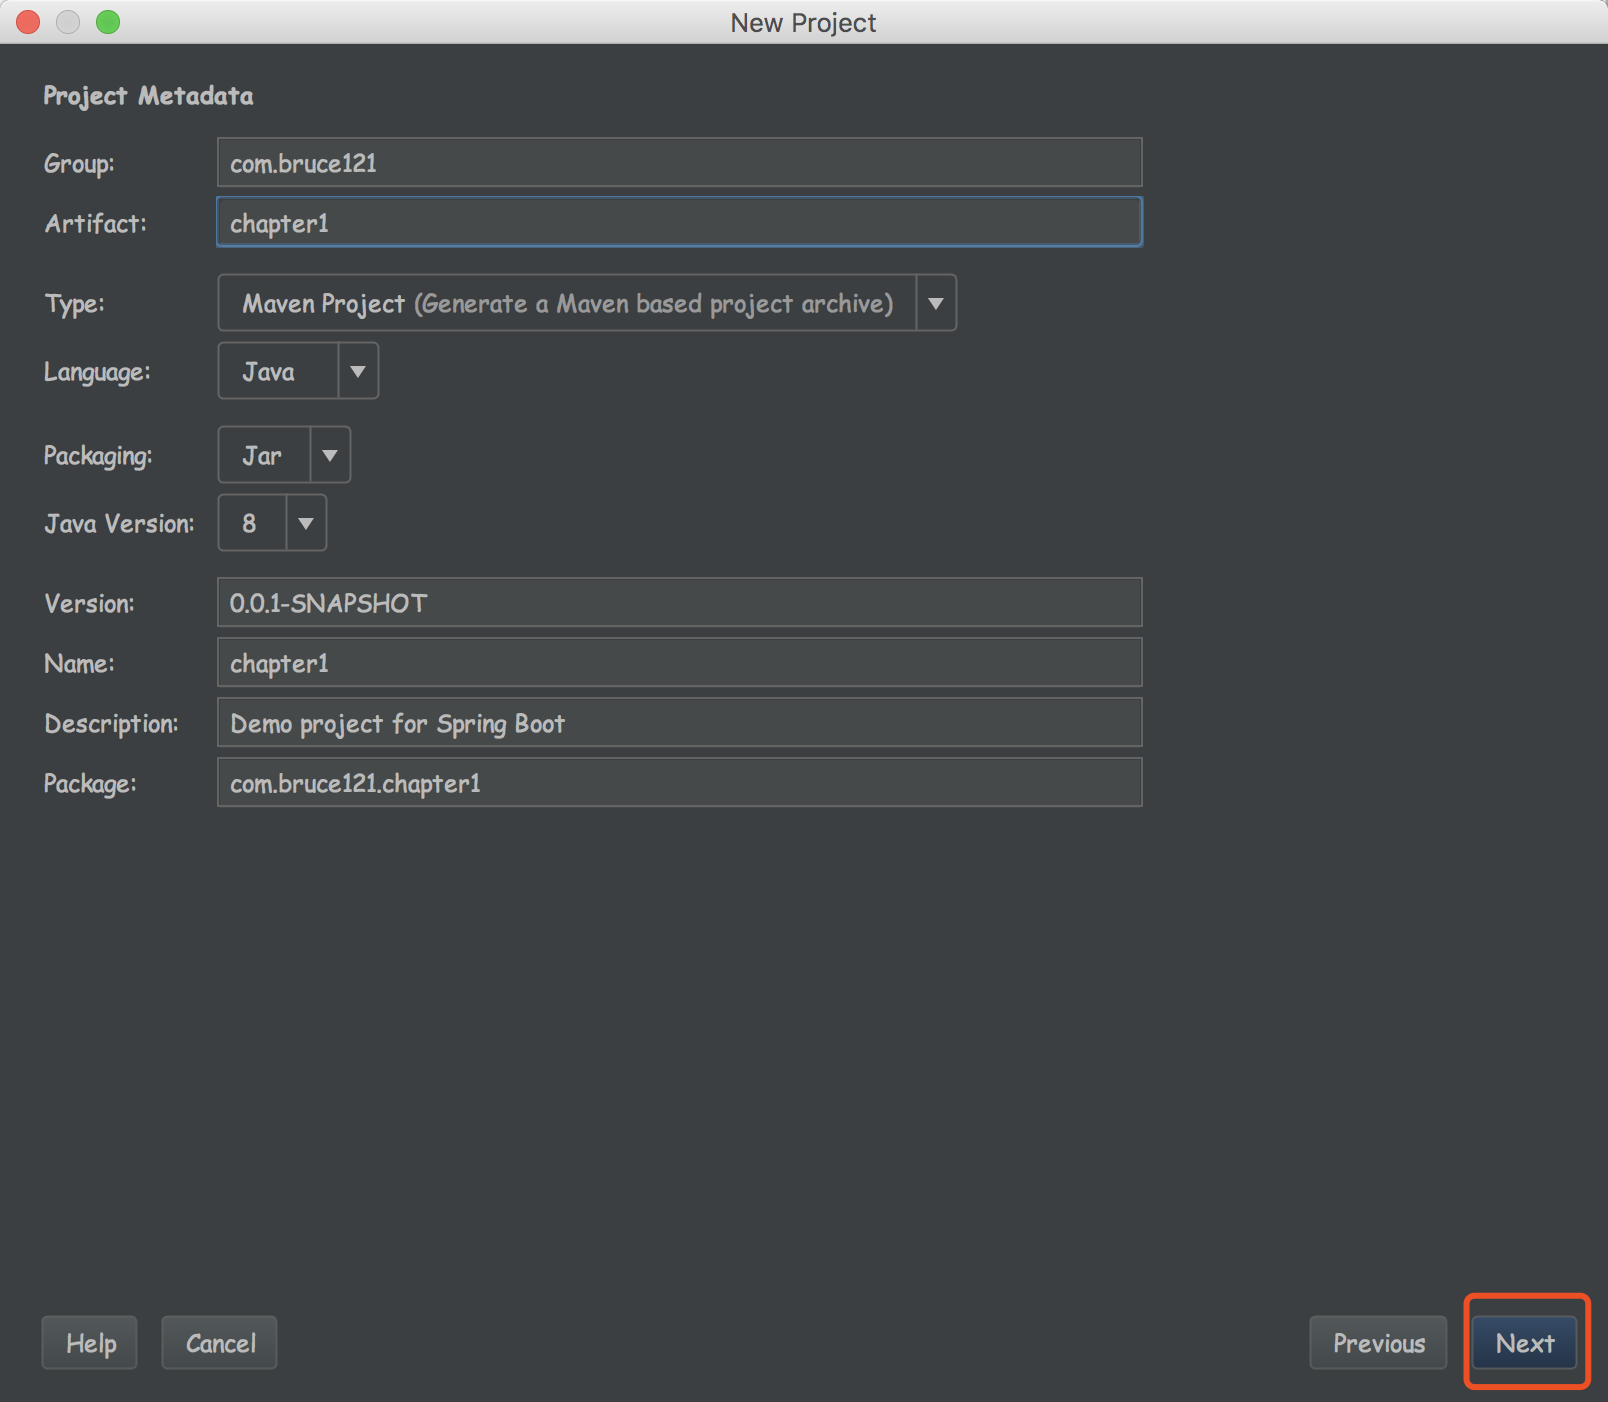 New Project
Project Metadata
Group: com.bruce121
Artifact: chapter1
Type: Maven Project (Generate a Maven based project archive)
Language: Java
Packaging: Jar
Java Version: 8
Version: 0.0.1-SNAPSHOT
Name: chapter1
Description: Demo project for Spring Boot
Package: com.bruce121.chapter1
Help Cancel Previous Next